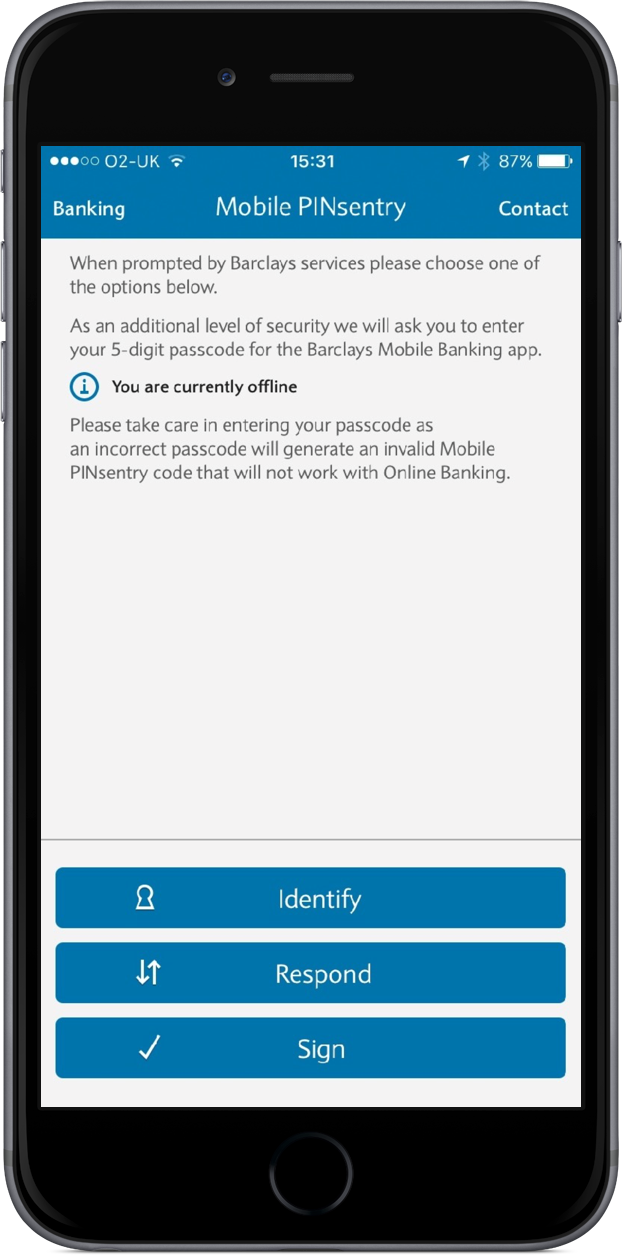 O2-UK 15:31 87%
Banking Mobile PINsentry Contact
When prompted by Barclays services please choose one of
the options below.
As an additional level of security we will ask you to enter
your 5-digit passcode for the Barclays Mobile Banking app.
You are currently offline
Please take care in entering your passcode as
an incorrect passcode will generate an invalid Mobile
PINsentry code that will not work with Online Banking.
Identify
Respond
Sign